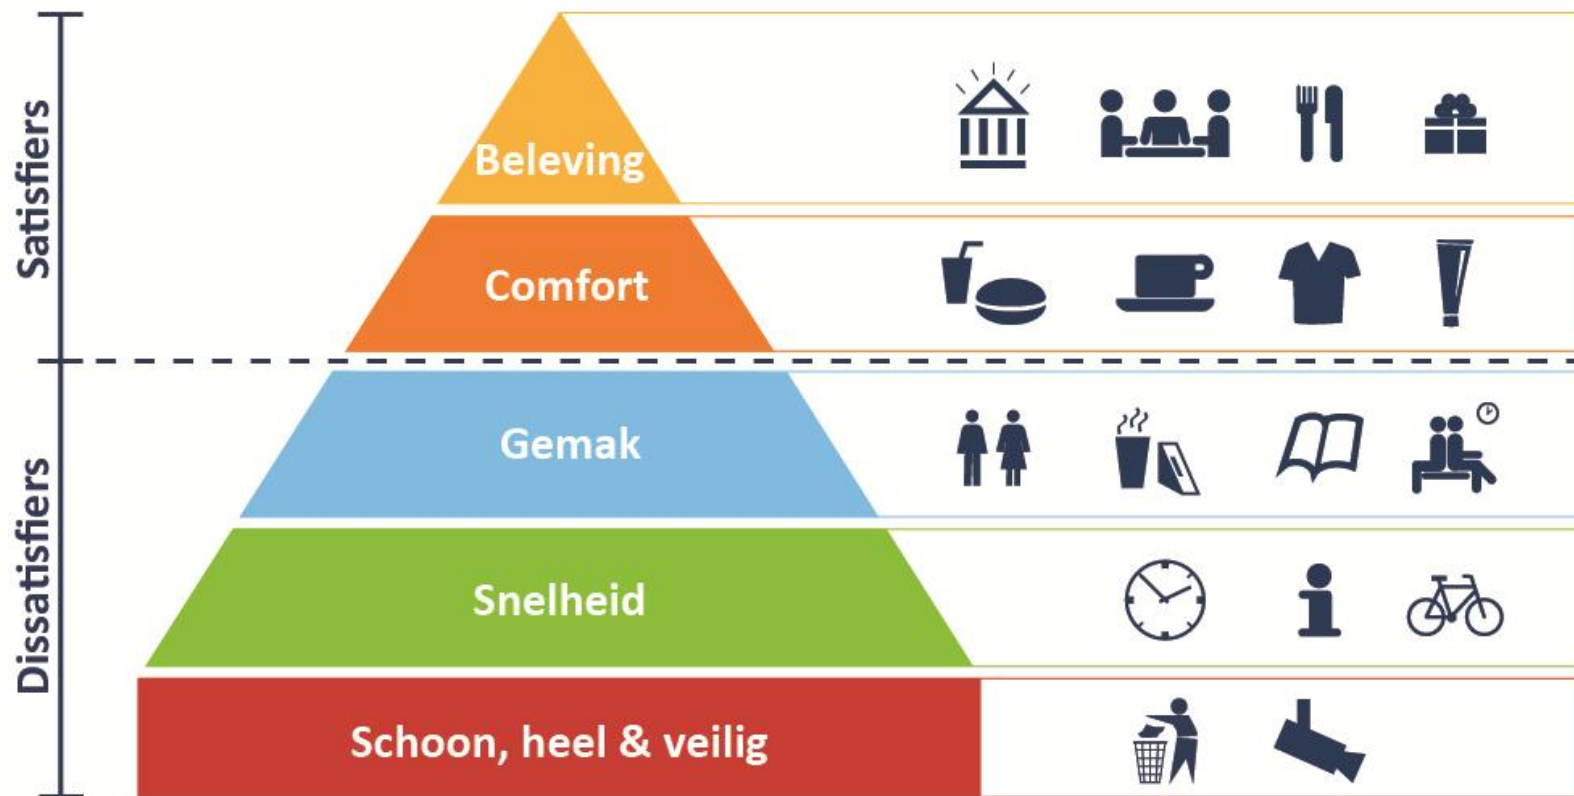 Satisfiers
Beleving
Comfort
Dissatisfiers
Gemak
Snelheid
Schoon, heel & veilig